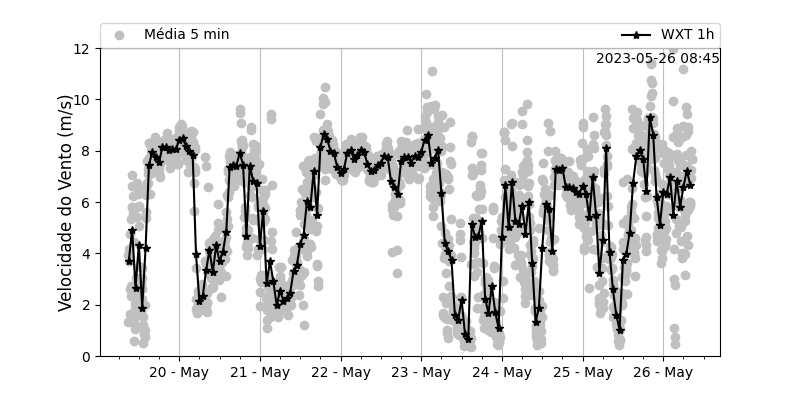 Média 5 min
WXT 1h
2023-05-26 08:45
Velocidade do Vento (m/s)
12
10
8
6
4
2
0
20 - May
21 - May
22 - May
23 - May
24 - May
25 - May
26 - May